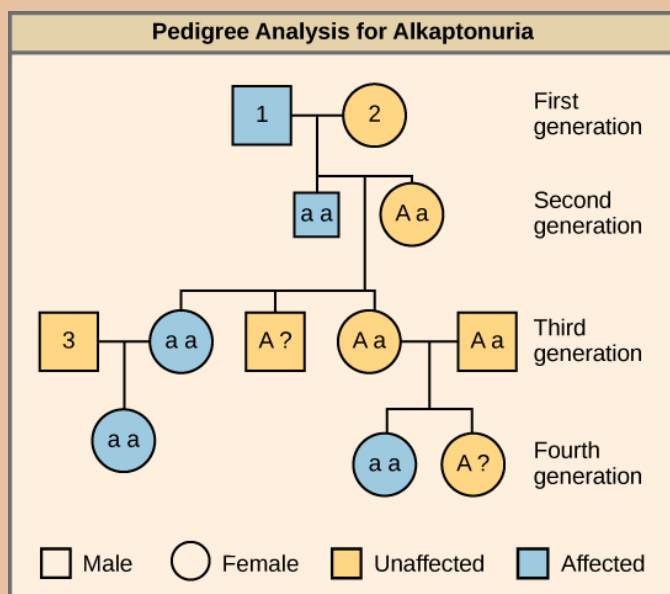 Pedigree Analysis for Alkaptonuria
1
2
First
generation
a a
A a
Second
generation
3
a a
A ?
A a
A a
Third
generation
a a
a a
A ?
Fourth
generation
Male
Female
Unaffected
Affected